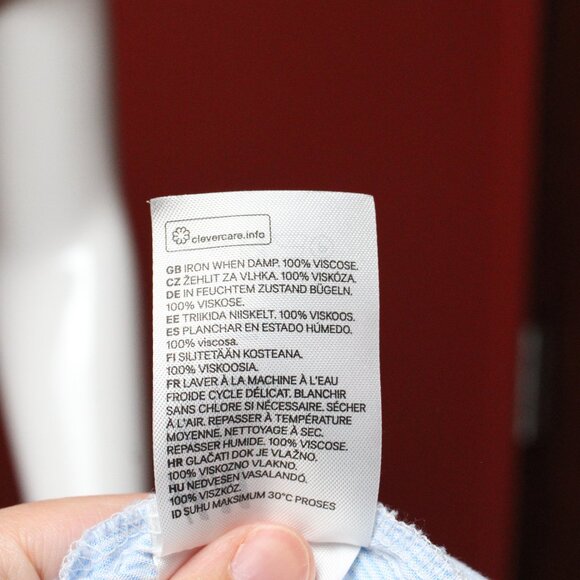 clevercare.info
GB IRON WHEN DAMP. 100% VISCOSE.
CZ ŽEHLIT ZA VLHKA. 100% VISKÓZA.
DE IN FEUCHTEM ZUSTAND BÜGELN.
100% VISKOSE.
EE TRIIKIDA NIISKELT. 100% VISKOOS.
ES PLANCHAR EN ESTADO HÚMEDO.
100% viscosa.
FI SILITETÄÄN KOSTEANA.
100% VISKOOSIA.
FR LAVER À LA MACHINE À L'EAU
FROIDE CYCLE DÉLICAT. BLANCHIR
SANS CHLORE SI NÉCESSAIRE. SÉCHER
À L'AIR. REPASSER À TEMPÉRATURE
MOYENNE. NETTOYAGE À SEC.
REPASSER HUMIDE. 100% VISCOSE.
HR GLAČATI DOK JE VLAŽNO.
100% VISKOZNO VLAKNO.
HU NEDVESEN VASALANDÓ.
100% VISZKÓZ.
ID SUHU MAKSIMUM 30°C PROSES